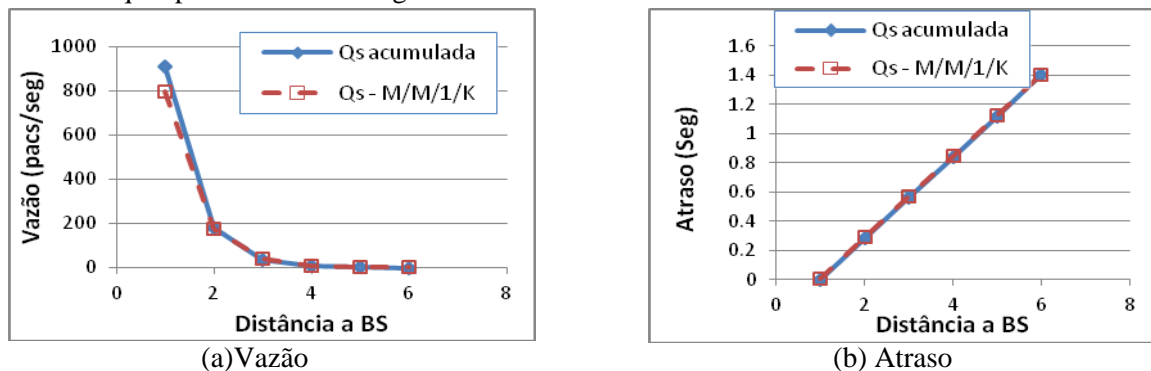 1000
800
600
400
200
0
Vazão (pacs/seg)
Qs acumulada
Qs - M/M/1/K
0 2 4 6 8
Distância a BS
(a)Vazão
1.6
1.4
1.2
1
0.8
0.6
0.4
0.2
0
Atraso (Seg)
Qs acumulada
Qs - M/M/1/K
0 2 4 6 8
Distância a BS
(b) Atraso